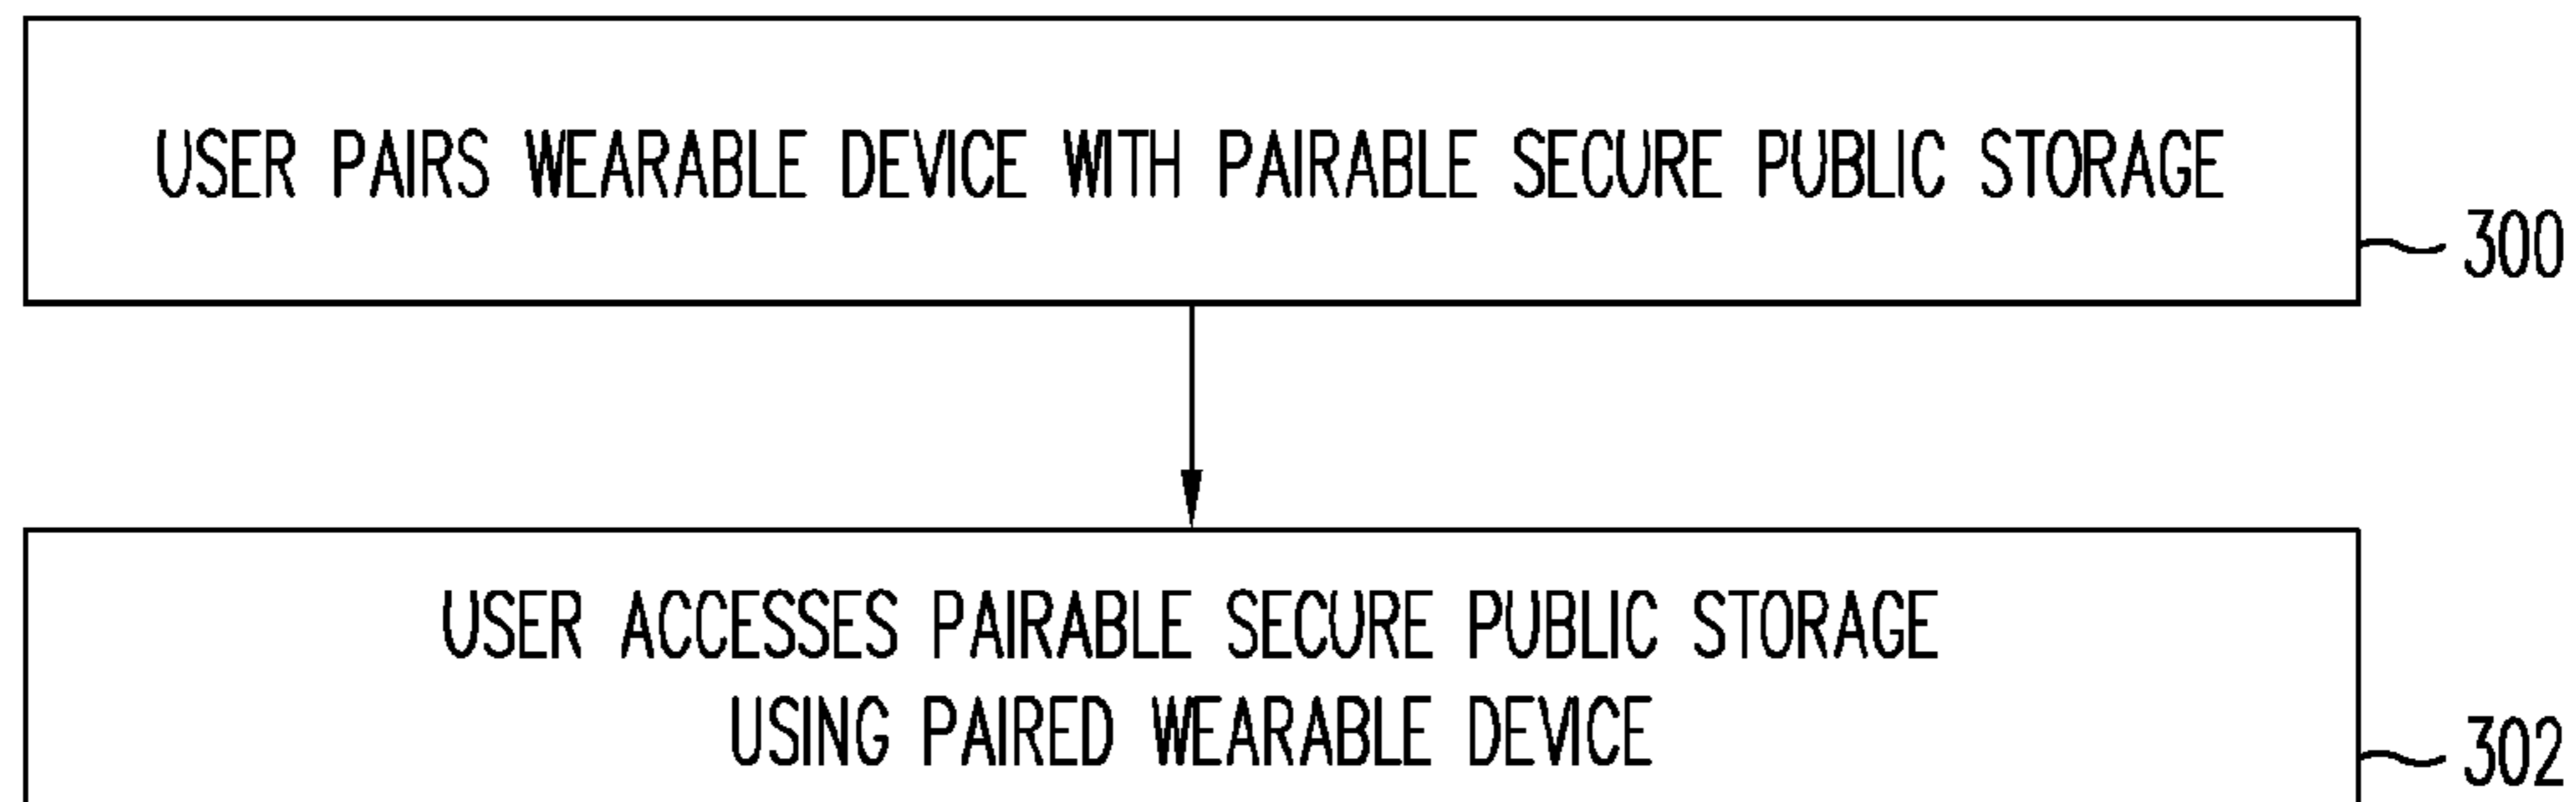 USER PAIRS WEARABLE DEVICE WITH PAIRABLE SECURE PUBLIC STORAGE
300
USER ACCESSES PAIRABLE SECURE PUBLIC STORAGE
USING PAIRED WEARABLE DEVICE
302